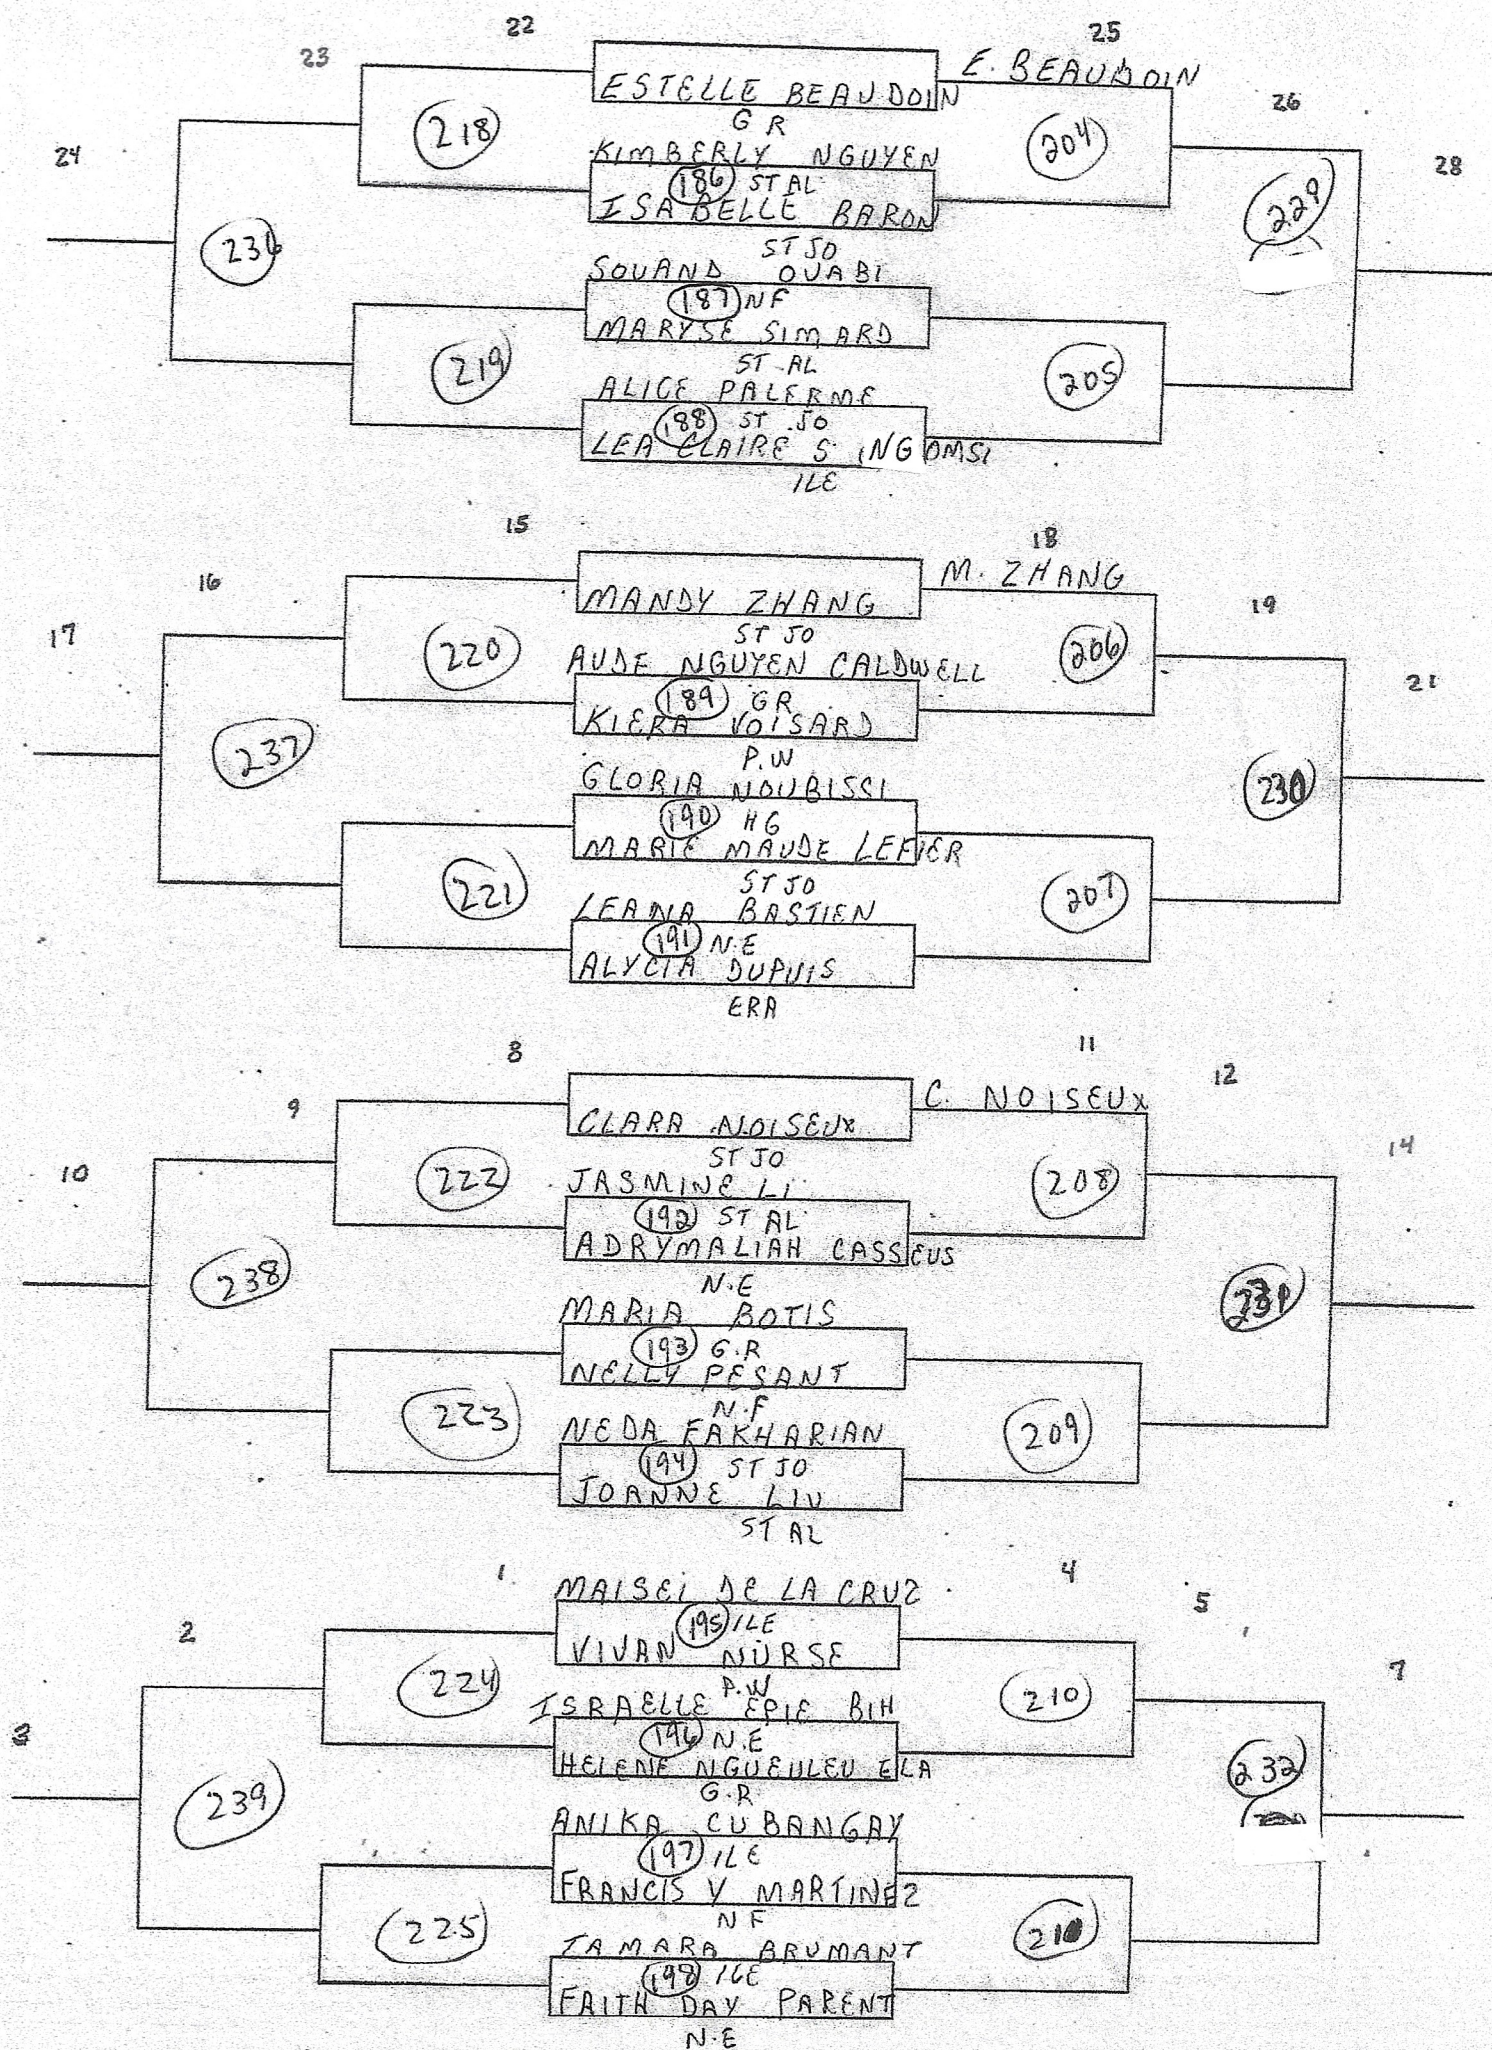 22
25
23
E. BEAUDOIN
ESTELLE BEAUDOIN
26
G R
218
204
24
KIMBERLY NGUYEN
28
186 ST AL
ISABELLE BARON
229
236
ST JO
SOUAND OUABI
187 NF
MARYSE SIMARD
219
ST AL
205
ALICE PALERME
188 ST JO
LEA CLAIRE S NGOMSI
ILE
15
18
M. ZHANG
16
MANDY ZHANG
19
17
ST JO
220
206
AUDE NGUYEN CALDWELL
21
189 GR
KIERA VOISARD
237
P.W
GLORIA NOUBISSI
230
190 HG
MARIE MAUDE LEFIER
221
ST JO
207
LEANA BASTIEN
191 N.E
ALYCIA DUPUIS
ERA
8
11
12
9
C. NOISEUX
CLARA NOISEUX
14
10
ST JO
222
208
JASMINE LI
192 ST AL
ADRYMALIAH CASSEUS
238
N.E
MARIA BOTIS
193 G.R
NELLY PESANT
223
N.F
209
NEDA FAKHARIAN
194 ST JO
JOANNE LIU
ST AL
1
4
MAISEI DE LA CRUZ
5
2
195 ILE
VIVAN NURSE
7
224
P.W
210
ISRAELLE EPIE BIH
3
196 N.E
HELENE NGUEULEU ELA
232
239
G.R
ANIKA CUBANGAY
197 ILE
FRANCIS Y MARTINEZ
225
NF
TAMARA BRUMANT
198 ILE
FAITH DAY PARENT
N.E